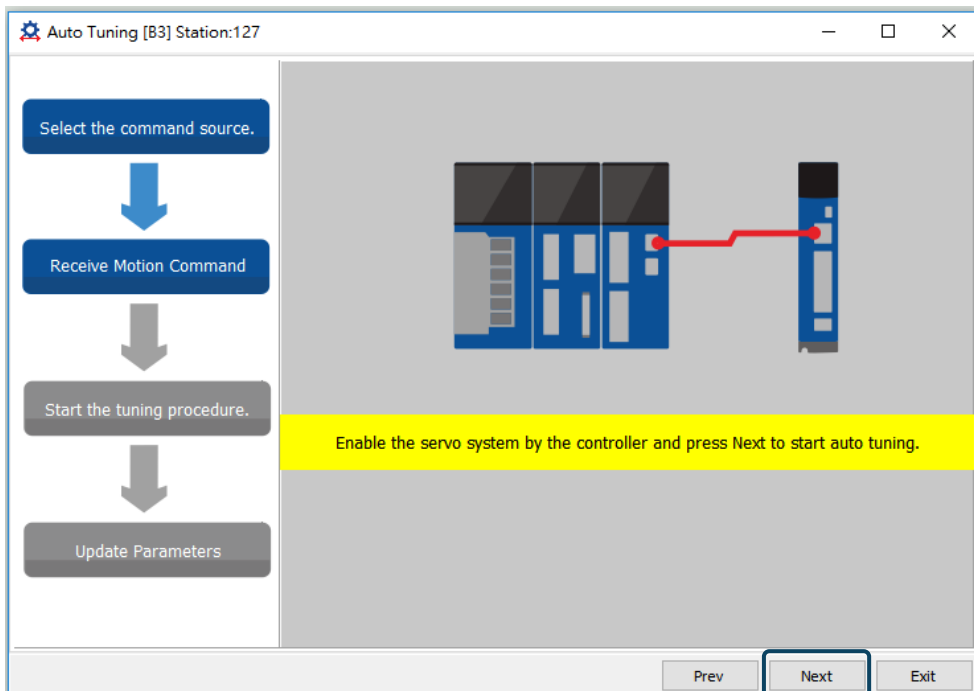 Auto Tuning [B3] Station:127
Select the command source.
Receive Motion Command
Start the tuning procedure.
Update Parameters
Enable the servo system by the controller and press Next to start auto tuning.
Prev
Next
Exit